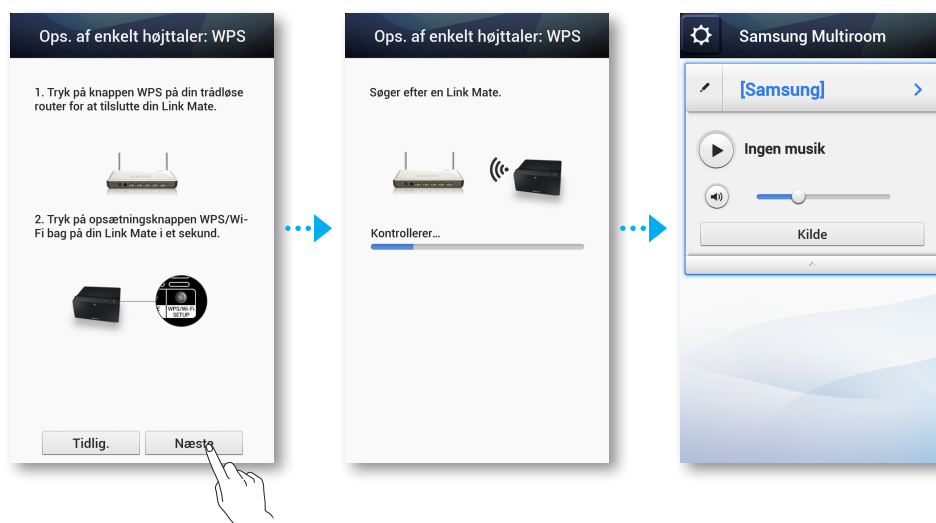 Ops. af enkelt højttaler: WPS
1. Tryk på knappen WPS på din trådløse
router for at tilslutte din Link Mate.
2. Tryk på opsætningsknappen WPS/Wi-
Fi bag på din Link Mate i et sekund.
WPS/Wi-Fi
SETUP
Tidlig.
Næste
Ops. af enkelt højttaler: WPS
Søger efter en Link Mate.
Kontrollerer...
Samsung Multiroom
[Samsung]
Ingen musik
Kilde